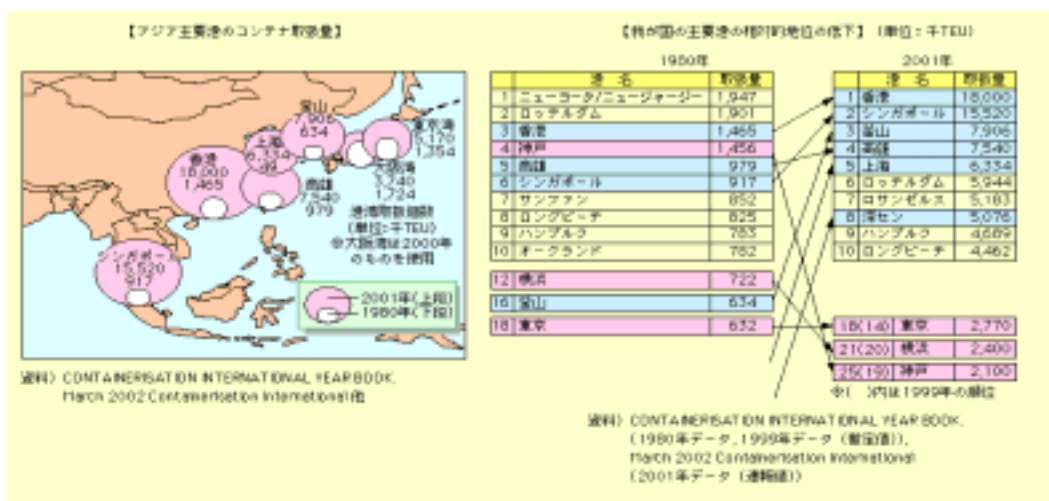 【アジア主要港のコンテナ取扱量】
釜山
7,906
634
上海
6,334
香港
18,000
1,465
東京湾
1,354
大阪湾
3,740
1,724
高雄
7,540
979
港湾取扱個数
(単位:千TEU)
※大阪湾は2000年
のものを使用
シンガポール
15,520
917
2001年(上段)
1980年(下段)
資料) CONTAINERISATION INTERNATIONAL YEAR BOOK.
March 2002 Containerisation International他
【我が国の主要港の相対的地位の低下】 (単位:千TEU)
1980年
港 名 取扱量
1 ニューヨーク/ニュージャージー 1,947
2 ロッテルダム 1,901
3 香港 1,465
4 神戸 1,456
5 高雄 979
6 シンガポール 917
7 サンファン 852
8 ロングビーチ 825
9 ハンブルク 783
10 オークランド 782
12 横浜 722
16 釜山 634
18 東京 632
2001年
港 名 取扱量
1 香港 18,000
2 シンガポール 15,520
3 釜山 7,906
4 高雄 7,540
5 上海 6,334
6 ロッテルダム 5,944
7 ロサンゼルス 5,183
8 深セン 5,076
9 ハンブルク 4,689
10 ロングビーチ 4,462
18(14) 東京 2,770
21(20) 横浜 2,400
25(19) 神戸 2,100
※( )内は1999年の順位
資料) CONTAINERISATION INTERNATIONAL YEAR BOOK.
(1980年データ, 1999年データ (暫定値)),
March 2002 Containerisation International
(2001年データ (速報値))